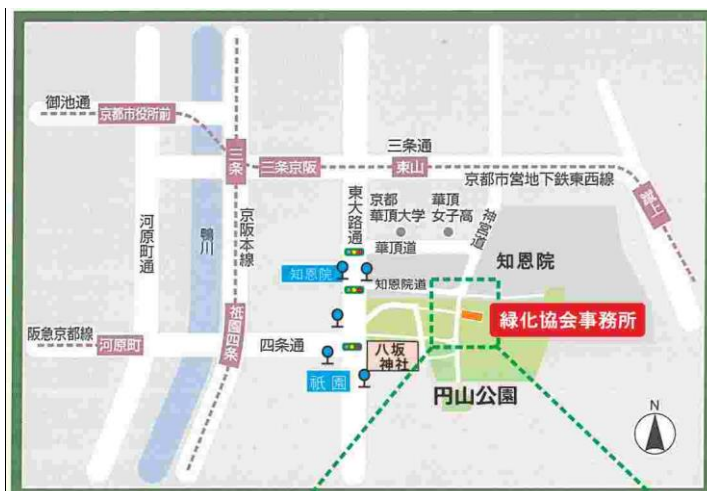 御池通
京都市役所前
三条通
三条
三条京阪
東山
京都市営地下鉄東西線
蹴上
河原町通
鴨川
京阪本線
東大路通
京都
華頂大学
華頂
女子高
神宮道
華頂道
知恩院
知恩院
知恩院道
緑化協会事務所
阪急京都線
河原町
祇園四条
四条通
八坂
神社
祇園
円山公園
N